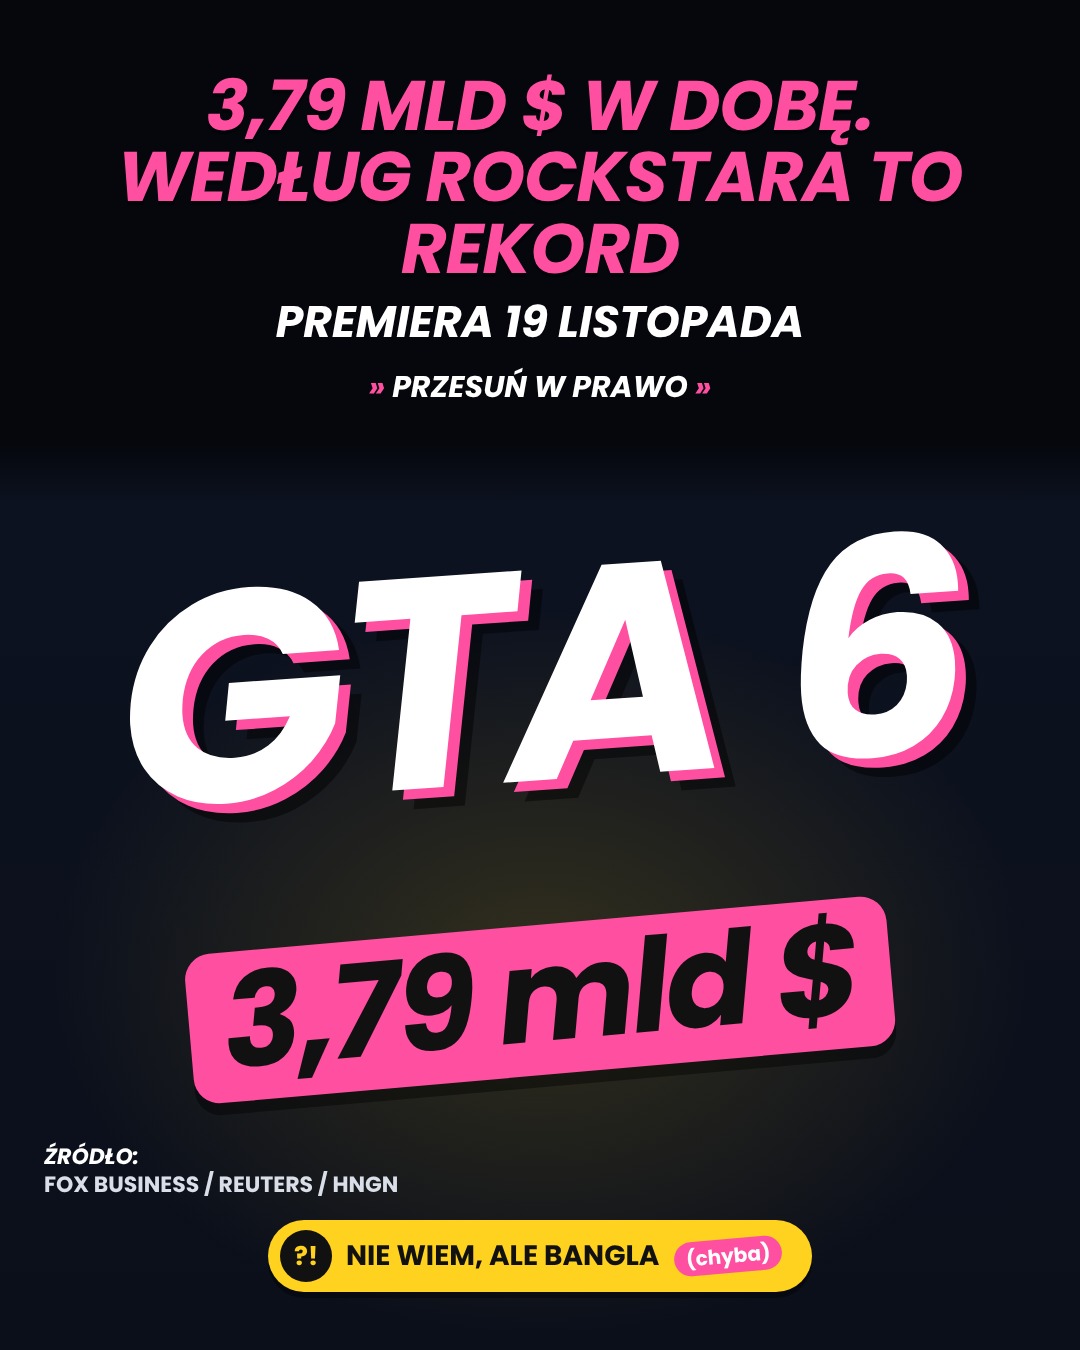 3,79 MLD $ W DOBĘ.
WEDŁUG ROCKSTARA TO
REKORD
PREMIERA 19 LISTOPADA
» PRZESUŃ W PRAWO »
GTA 6
3,79 mld $
ŹRÓDŁO:
FOX BUSINESS / REUTERS / HNGN
?! NIE WIEM, ALE BANGLA (chyba)